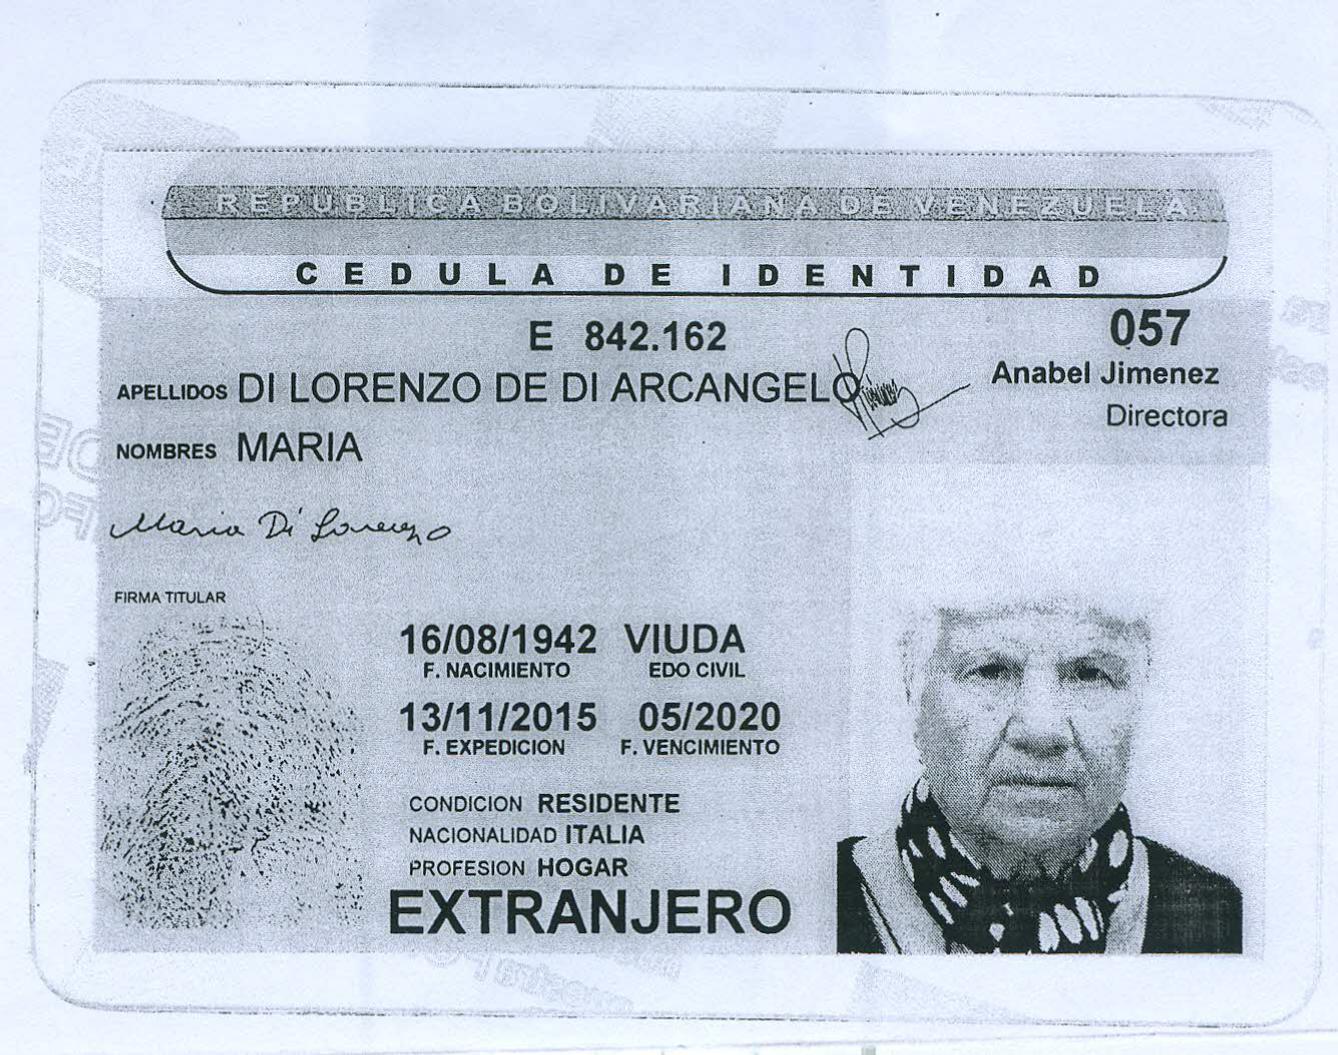 REPUBLICA BOLIVARIANA DE VENEZUELA
CEDULA DE IDENTIDAD
E 842.162
057
APELLIDOS DI LORENZO DE DI ARCANGELO
Anabel Jimenez
Directora
NOMBRES MARIA
Maria Di Lorenzo
FIRMA TITULAR
16/08/1942 VIUDA
F. NACIMIENTO EDO CIVIL
13/11/2015 05/2020
F. EXPEDICION F. VENCIMIENTO
CONDICION RESIDENTE
NACIONALIDAD ITALIA
PROFESION HOGAR
EXTRANJERO